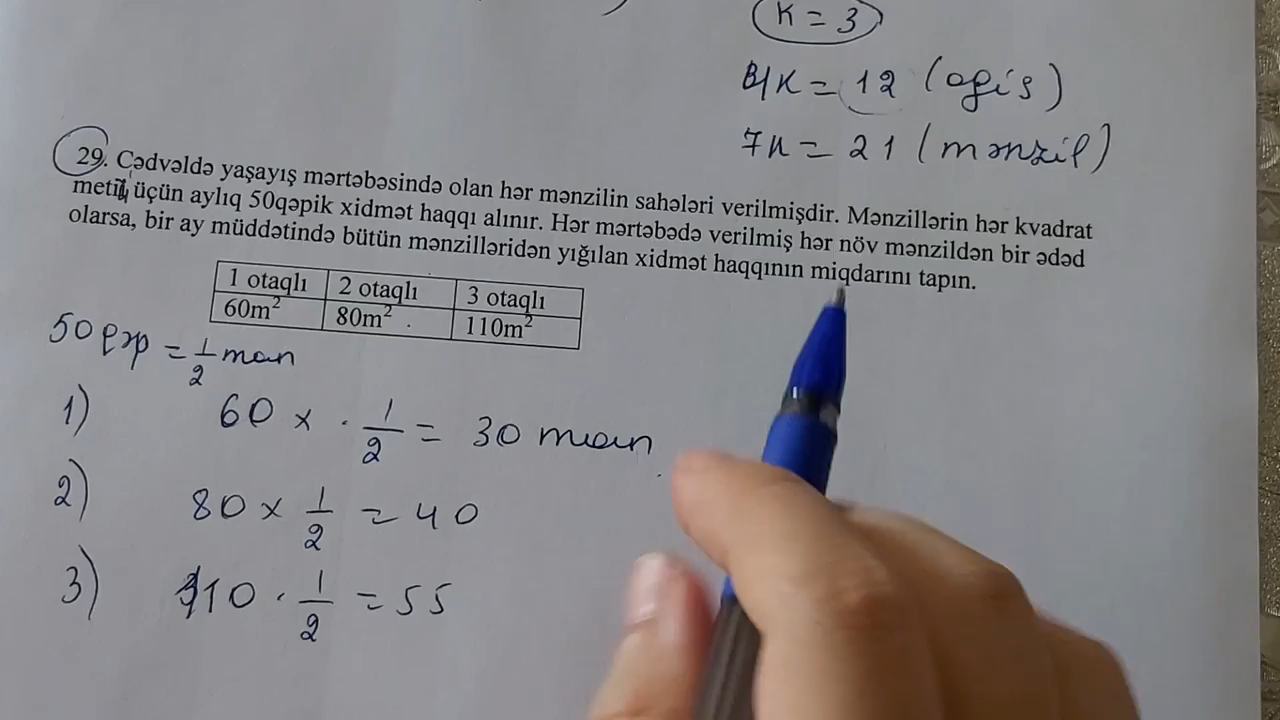 K = 3
4K = 12 (ofis)
7K = 21 (mənzil)
29. Cədvəldə yaşayış mərtəbəsində olan hər mənzilin sahələri verilmişdir. Mənzillərin hər kvadrat
üçün aylıq 50qəpik xidmət haqqı alınır. Hər mərtəbədə verilmiş hər növ mənzildən bir ədəd
olarsa, bir ay müddətində bütün mənzilləridən yığılan xidmət haqqının miqdarını tapın.
1 otaqlı 2 otaqlı 3 otaqlı
60m² 80m² 110m²
50 qəp = 1/2 man
1) 60 x · 1/2 = 30 man
2) 80 x 1/2 = 40
3) 110 · 1/2 = 55